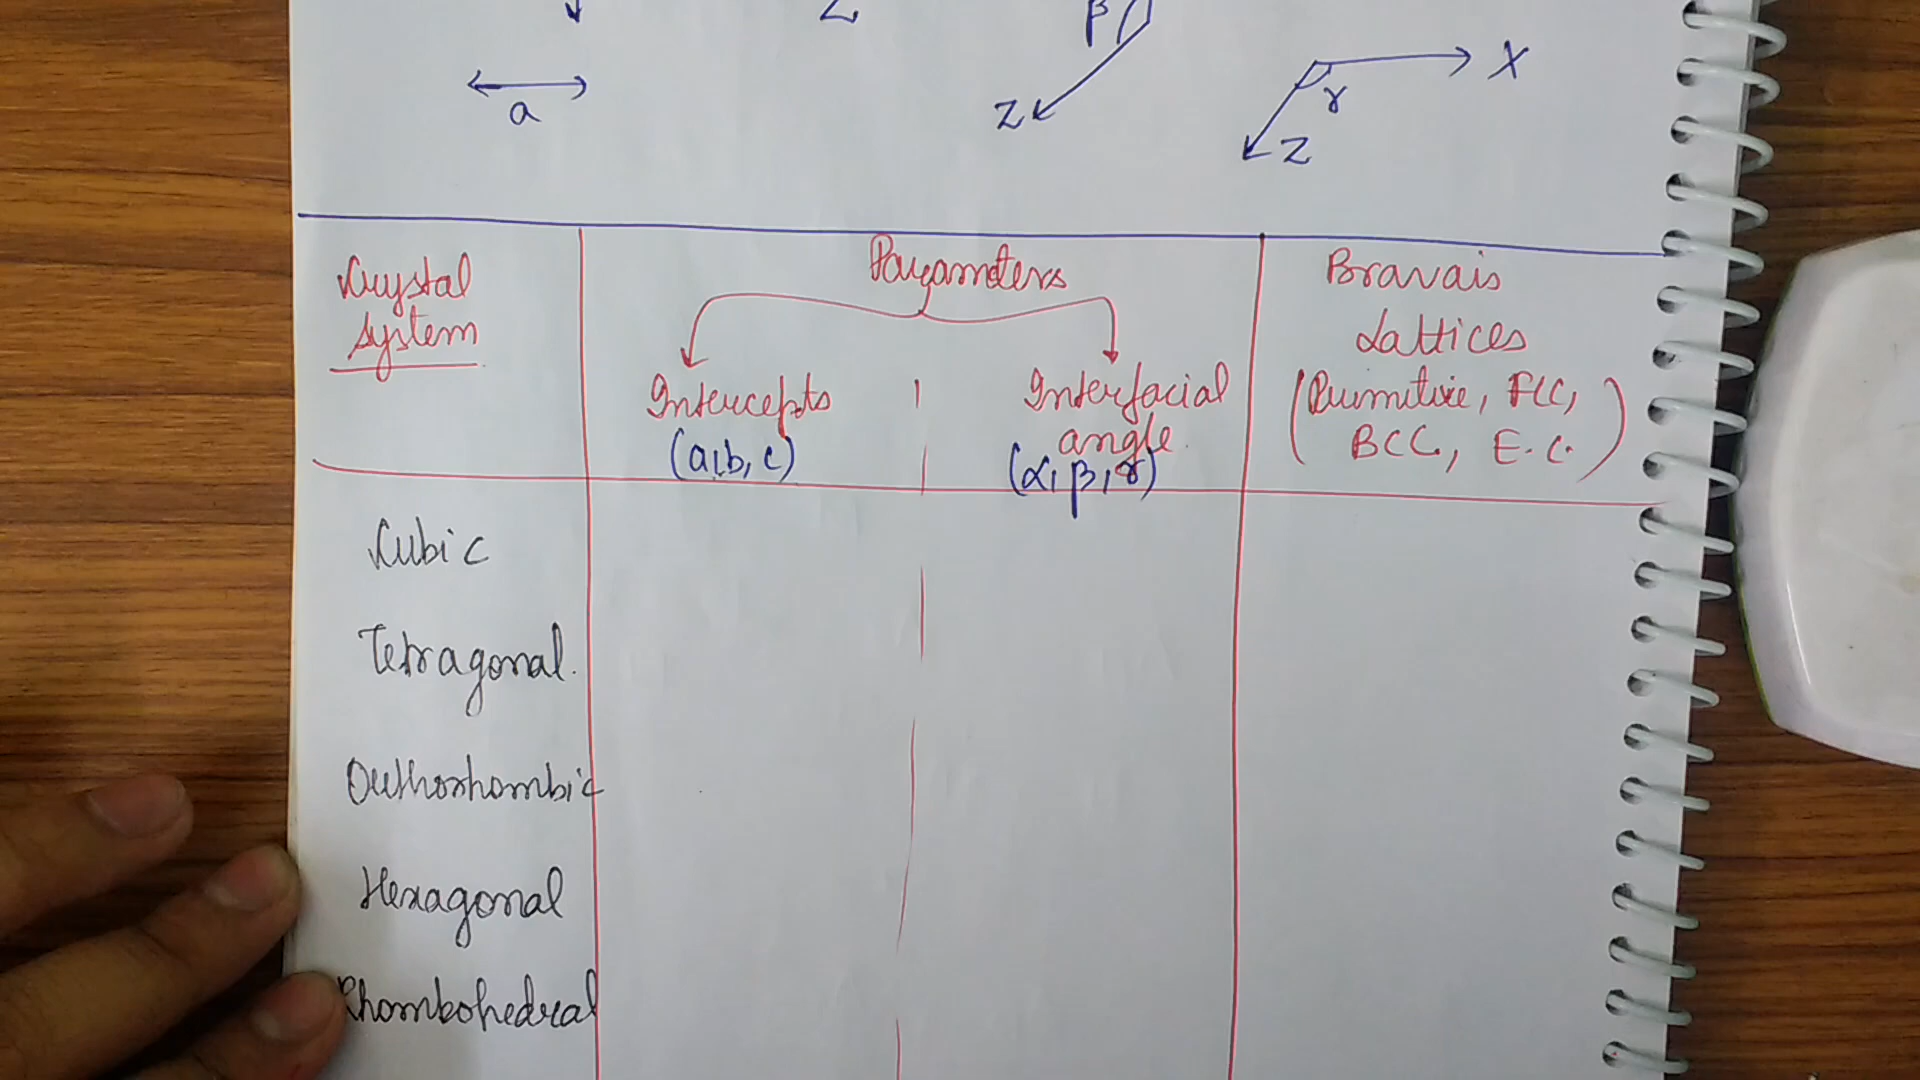 Z
β
a
Z
X
γ
Z
Crystal
system
Parameters
Bravais
Lattices
(Primitive, FCC,
BCC, E.C.)
Intercepts
(a,b, c)
Interfacial
angle.
(α, β, γ)
Cubic
Tetragonal.
Orthorhombic
Hexagonal
Rhombohedral